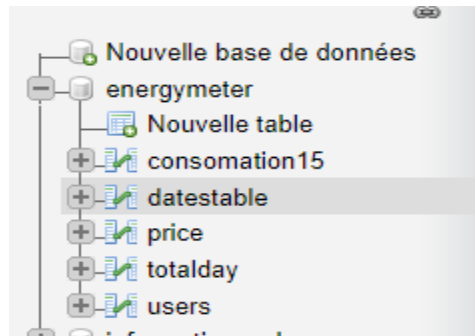 Nouvelle base de données
energymeter
Nouvelle table
consomation15
datestable
price
totalday
users